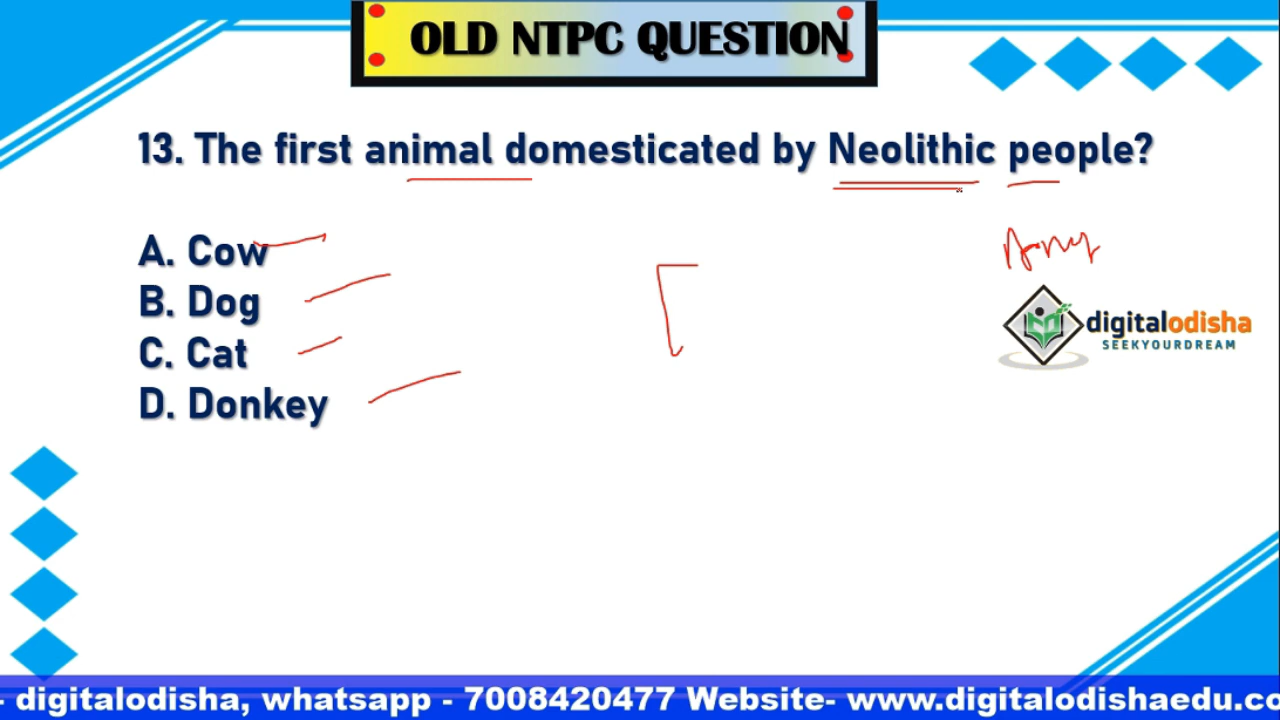 OLD NTPC QUESTION
13. The first animal domesticated by Neolithic people?
A. Cow
B. Dog
C. Cat
D. Donkey
digitalodisha
SEEKYOURDREAM
- digitalodisha, whatsapp - 7008420477 Website- www.digitalodishaedu.co